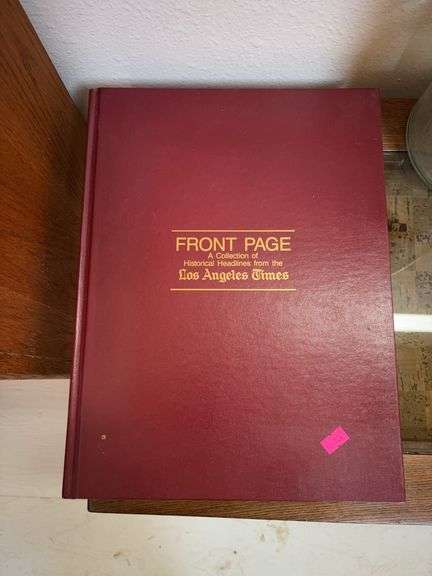 FRONT PAGE
A Collection of
Historical Headlines from the
Los Angeles Times